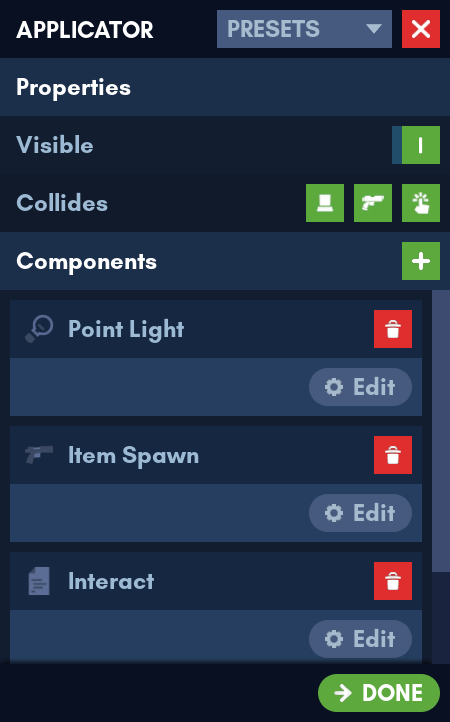 APPLICATOR PRESETS
Properties
Visible
Collides
Components
Point Light
Edit
Item Spawn
Edit
Interact
Edit
DONE